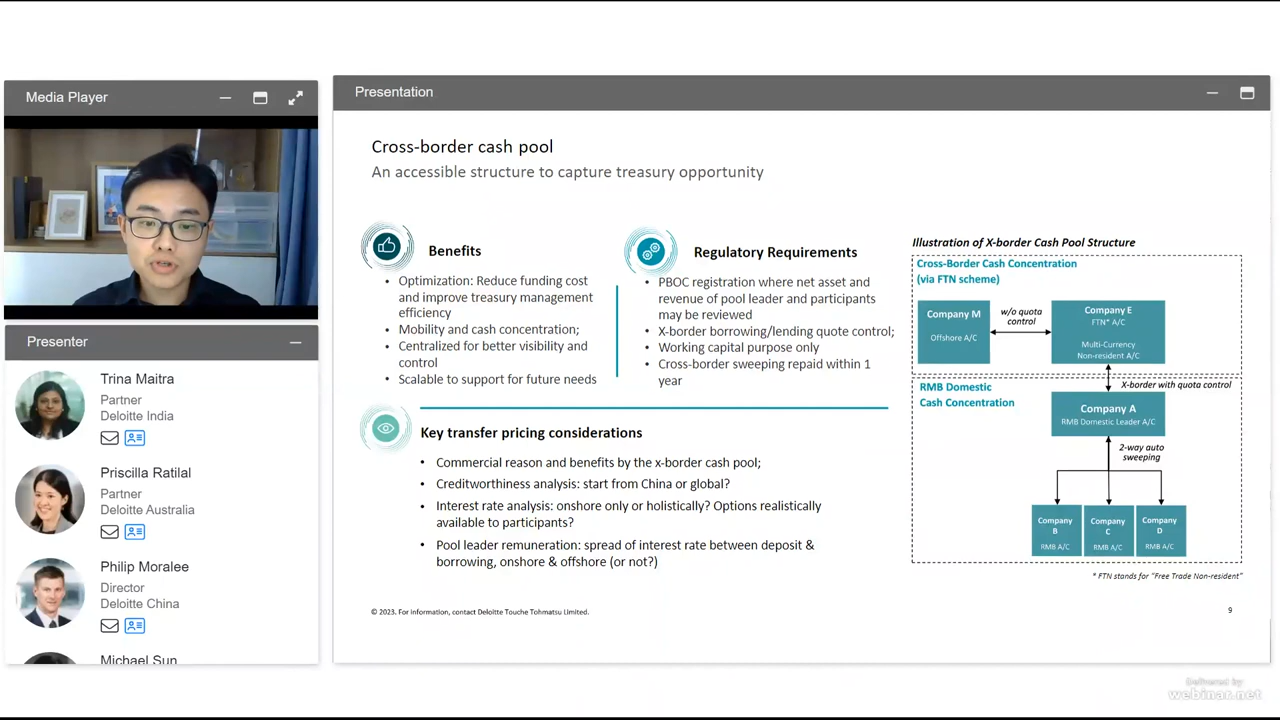 Media Player
Presenter
Trina Maitra
Partner
Deloitte India
Priscilla Ratilal
Partner
Deloitte Australia
Philip Moralee
Director
Deloitte China
Michael Sun
Presentation
Cross-border cash pool
An accessible structure to capture treasury opportunity
Benefits
• Optimization: Reduce funding cost
and improve treasury management
efficiency
• Mobility and cash concentration;
• Centralized for better visibility and
control
• Scalable to support for future needs
Regulatory Requirements
• PBOC registration where net asset and
revenue of pool leader and participants
may be reviewed
• X-border borrowing/lending quote control;
• Working capital purpose only
• Cross-border sweeping repaid within 1
year
Key transfer pricing considerations
• Commercial reason and benefits by the x-border cash pool;
• Creditworthiness analysis: start from China or global?
• Interest rate analysis: onshore only or holistically? Options realistically
available to participants?
• Pool leader remuneration: spread of interest rate between deposit &
borrowing, onshore & offshore (or not?)
Illustration of X-border Cash Pool Structure
Cross-Border Cash Concentration
(via FTN scheme)
Company M
Offshore A/C
w/o quota
control
Company E
FTN* A/C
Multi-Currency
Non-resident A/C
RMB Domestic
Cash Concentration
X-border with quota control
Company A
RMB Domestic Leader A/C
2-way auto
sweeping
Company
B
RMB A/C
Company
C
RMB A/C
Company
D
RMB A/C
* FTN stands for "Free Trade Non-resident"
© 2023. For information, contact Deloitte Touche Tohmatsu Limited.
9
Delivered by
webinar.net